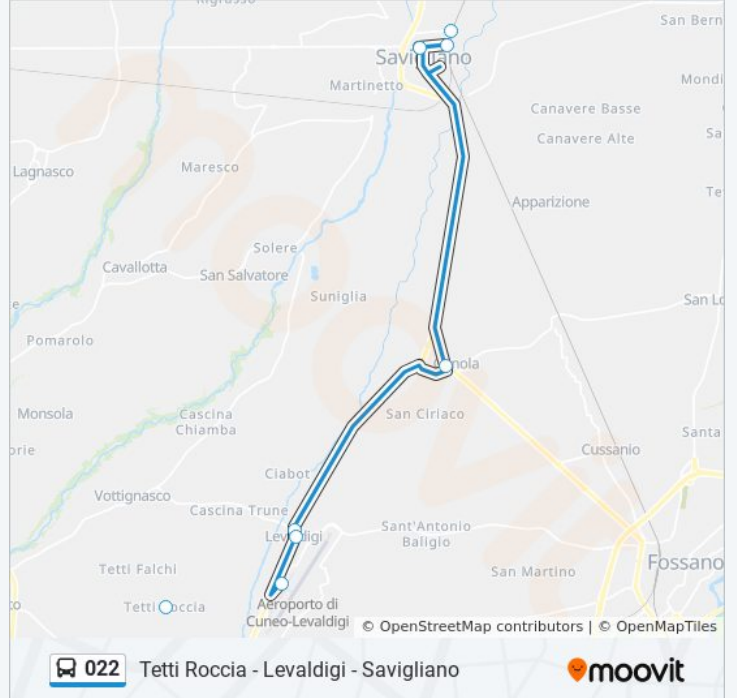 Rigrasso
San Bern
Savigliano
Martinetto
Mondi
Canavere Basse
Canavere Alte
Sa
Lagnasco
Maresco
Te
Apparizione
Solere
Cavallotta
San Salvatore
Suniglia
San Lo
e
Pomarolo
Monsola
Cascina
Chiamba
San Ciriaco
Santa
orie
Cussanio
Ciabot
Vottignasco
Cascina Trune
Levaldigi
Sant'Antonio
Baligio
Fossano
Tetti Falchi
San Martino
co
Tetti Roccia
Aeroporto di
Cuneo-Levaldigi
© OpenStreetMap contributors | © OpenMapTiles
moovit
022 Tetti Roccia - Levaldigi - Savigliano
moovit